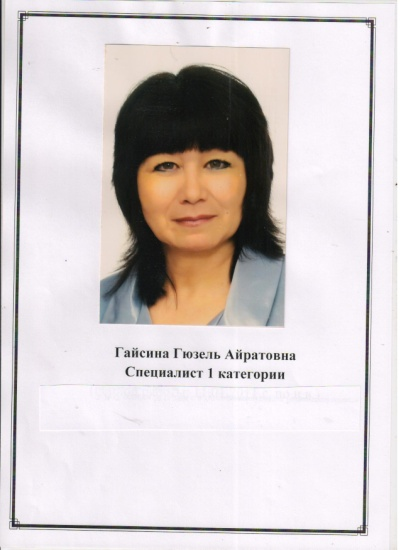 Гайсина Гюзель Айратовна
Специалист 1 категории